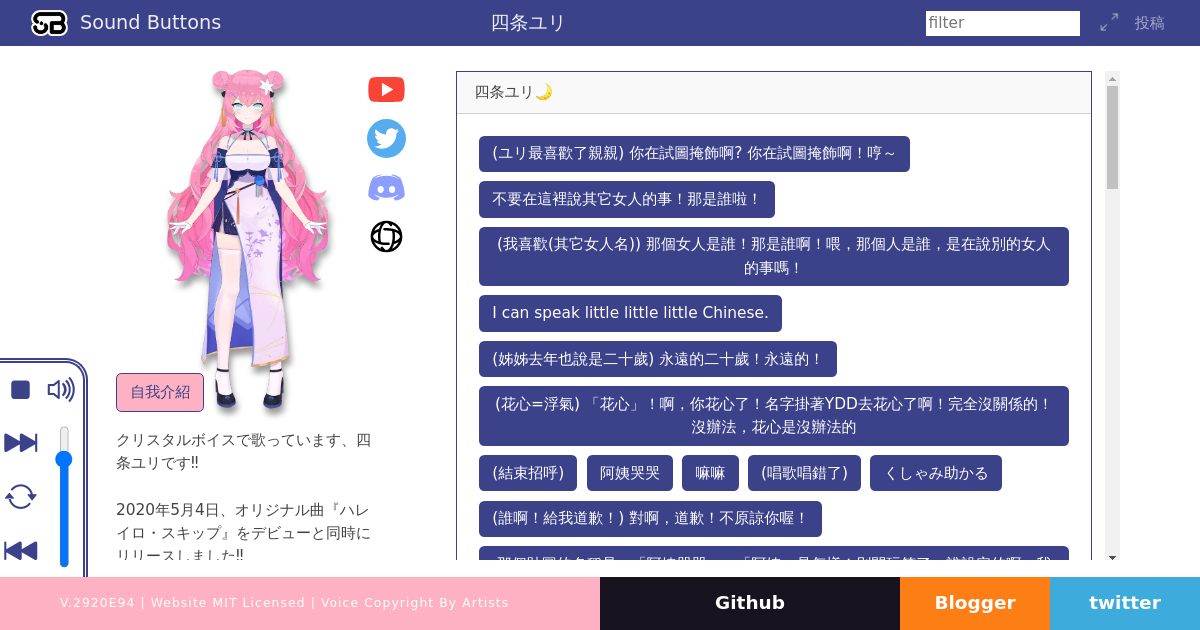 Sound Buttons
四条ユリ
filter
投稿
四条ユリ🌙
(ユリ最喜歡了親親) 你在試圖掩飾啊? 你在試圖掩飾啊！哼～
不要在這裡說其它女人的事！那是誰啦！
(我喜歡(其它女人名)) 那個女人是誰！那是誰啊！喂，那個人是誰，是在說別的女人
的事嗎！
I can speak little little little Chinese.
(姊姊去年也說是二十歲) 永遠的二十歲！永遠的！
(花心=浮氣) 「花心」！啊，你花心了！名字掛著YDD去花心了啊！完全沒關係的！
沒辦法，花心是沒辦法的
(結束招呼)
阿姨哭哭
嘛嘛
(唱歌唱錯了)
くしゃみ助かる
(誰啊！給我道歉！) 對啊，道歉！不原諒你喔！
自我介紹
クリスタルボイスで歌っています、四
条ユリです‼
2020年5月4日、オリジナル曲『ハレ
イロ・スキップ』をデビューと同時に
リリースしました‼
V.2920E94 | Website MIT Licensed | Voice Copyright By Artists
Github
Blogger
twitter